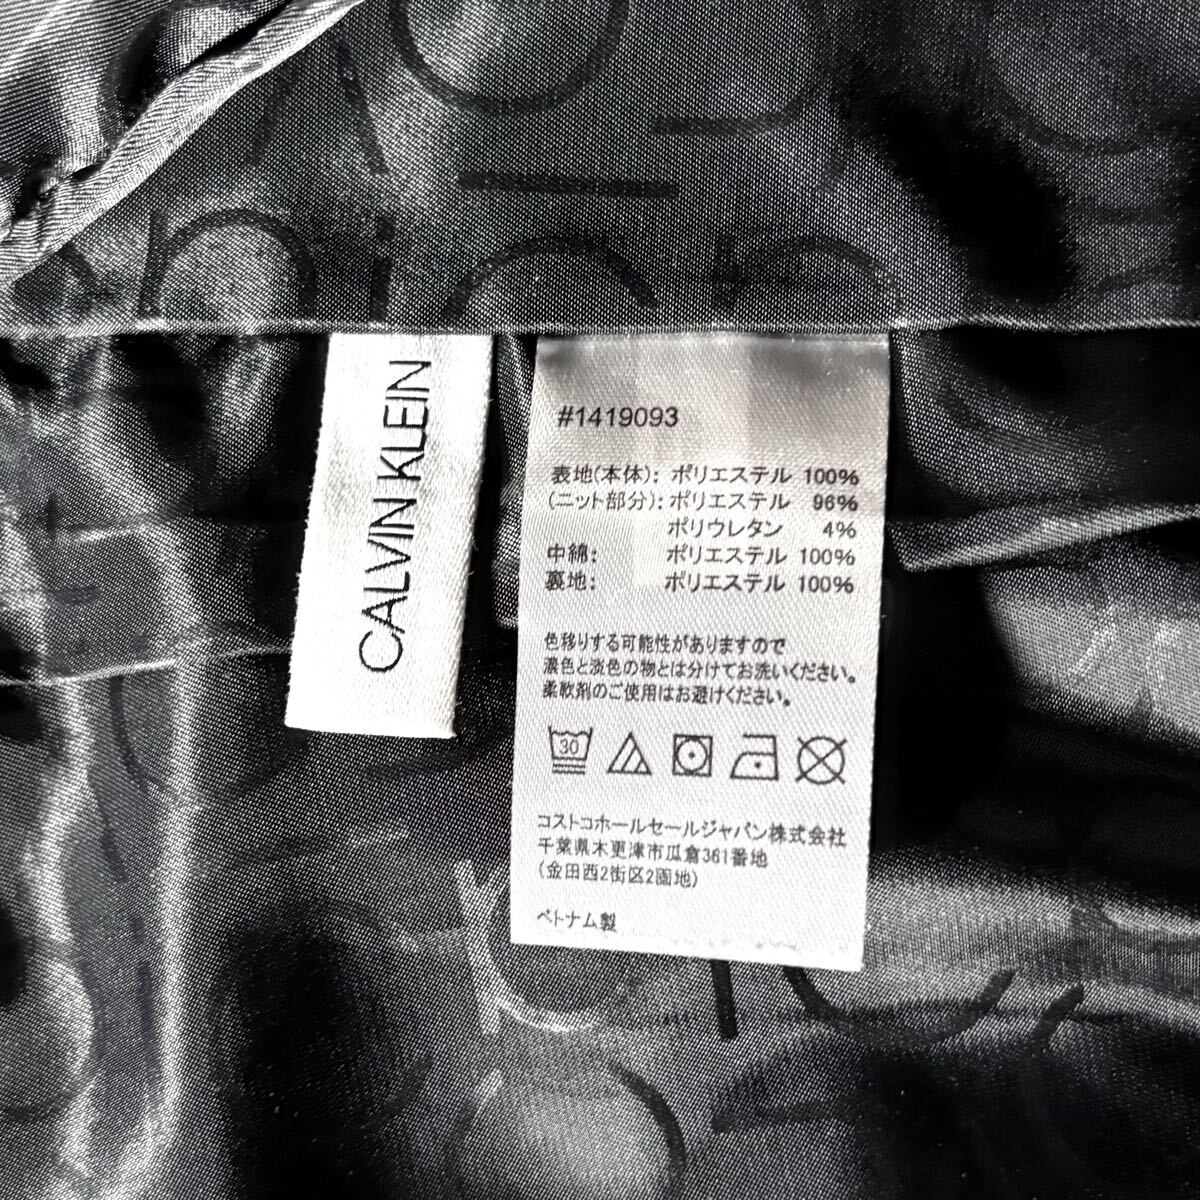 CALVIN KLEIN
#1419093
表地(本体): ポリエステル 100%
(ニット部分): ポリエステル 96%
ポリウレタン 4%
中綿: ポリエステル 100%
裏地: ポリエステル 100%
色移りする可能性がありますので
濃色と淡色の物とは分けてお洗いください。
柔軟剤のご使用はお避けください。
30
コストコホールセールジャパン株式会社
千葉県木更津市瓜倉361番地
(金田西2街区2画地)
ベトナム製